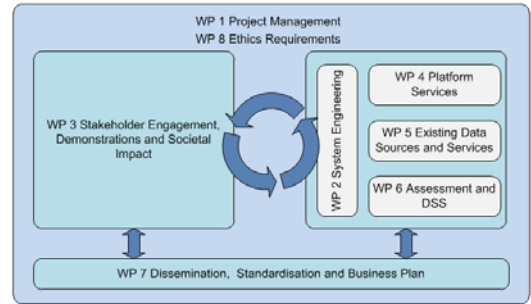 WP 1 Project Management
WP 8 Ethics Requirements
WP 3 Stakeholder Engagement,
Demonstrations and Societal
Impact
WP 2 System Engineering
WP 4 Platform
Services
WP 5 Existing Data
Sources and Services
WP 6 Assessment and
DSS
WP 7 Dissemination, Standardisation and Business Plan